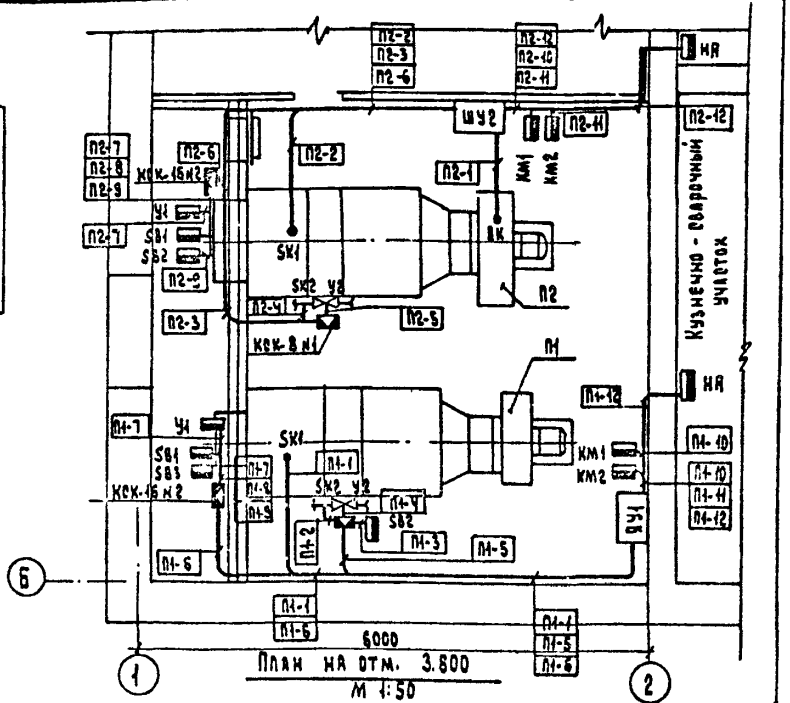 П2-2
П2-3
П2-6
П2-12
П2-10
П2-11
НА
П2-7
П2-8
П2-9
П2-6
КСК-16 N2
П2-2
ШУ2
П2-1
КМ1
КМ2
П2-11
П2-12
У1
SB1
SB2
П2-7
SK1
ЯК
П2-9
П2-3
П2-4
SK2
У2
П2-5
КСК-8 N1
П2
Кузнечно-сварочный
участок
П1
НА
П1-12
П1-7
У1
SB1
SB3
КСК-16 N2
SK1
П1-1
П1-7
П1-8
П1-9
SK2
У2
П1-4
SB2
П1-2
П1-3
П1-5
КМ1
КМ2
П1-10
П1-10
П1-11
П1-12
ЯУ1
П1-6
Б
П1-1
П1-6
П1-1
П1-5
П1-6
6000
План на отм. 3.800
М 1:50
1
2